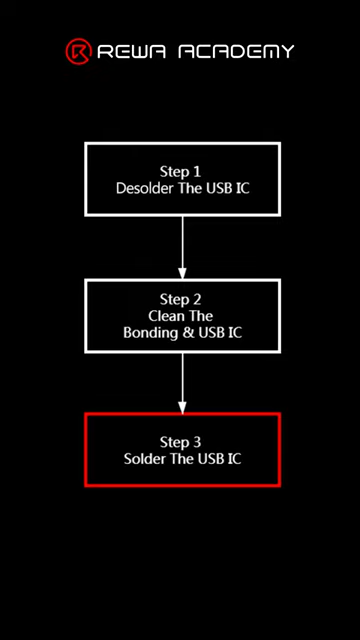 REWA ACADEMY
Step 1
Desolder The USB IC
Step 2
Clean The
Bonding & USB IC
Step 3
Solder The USB IC